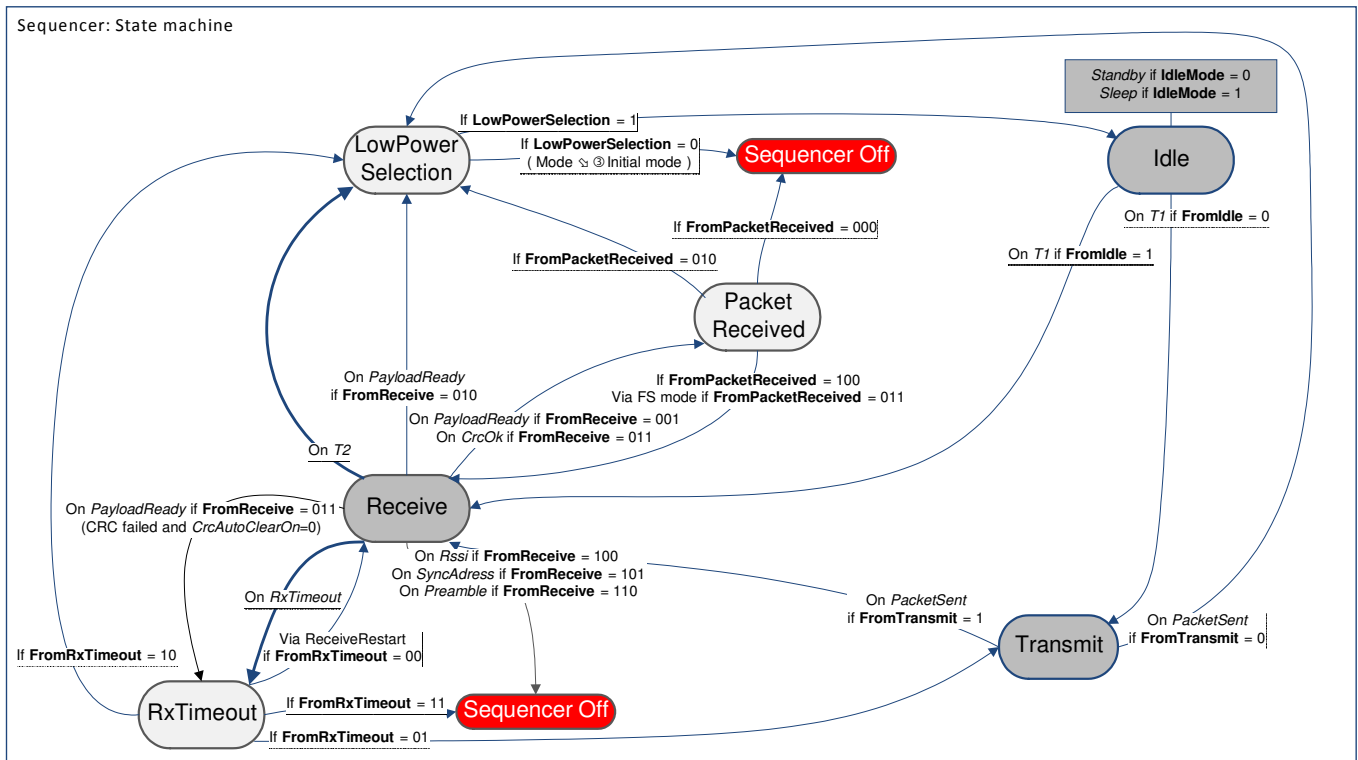 Sequencer: State machine
Standby if IdleMode = 0
Sleep if IdleMode = 1
If LowPowerSelection = 1
LowPower
Selection
If LowPowerSelection = 0
( Mode ⇘ ③ Initial mode )
Sequencer Off
Idle
On T1 if FromIdle = 0
If FromPacketReceived = 000
On T1 if FromIdle = 1
If FromPacketReceived = 010
Packet
Received
On PayloadReady
if FromReceive = 010
If FromPacketReceived = 100
Via FS mode if FromPacketReceived = 011
On PayloadReady if FromReceive = 001
On CrcOk if FromReceive = 011
On T2
Receive
On PayloadReady if FromReceive = 011
(CRC failed and CrcAutoClearOn=0)
On Rssi if FromReceive = 100
On SyncAdress if FromReceive = 101
On Preamble if FromReceive = 110
On RxTimeout
On PacketSent
if FromTransmit = 1
On PacketSent
if FromTransmit = 0
Transmit
Via ReceiveRestart
if FromRxTimeout = 00
If FromRxTimeout = 10
RxTimeout
If FromRxTimeout = 11
Sequencer Off
If FromRxTimeout = 01